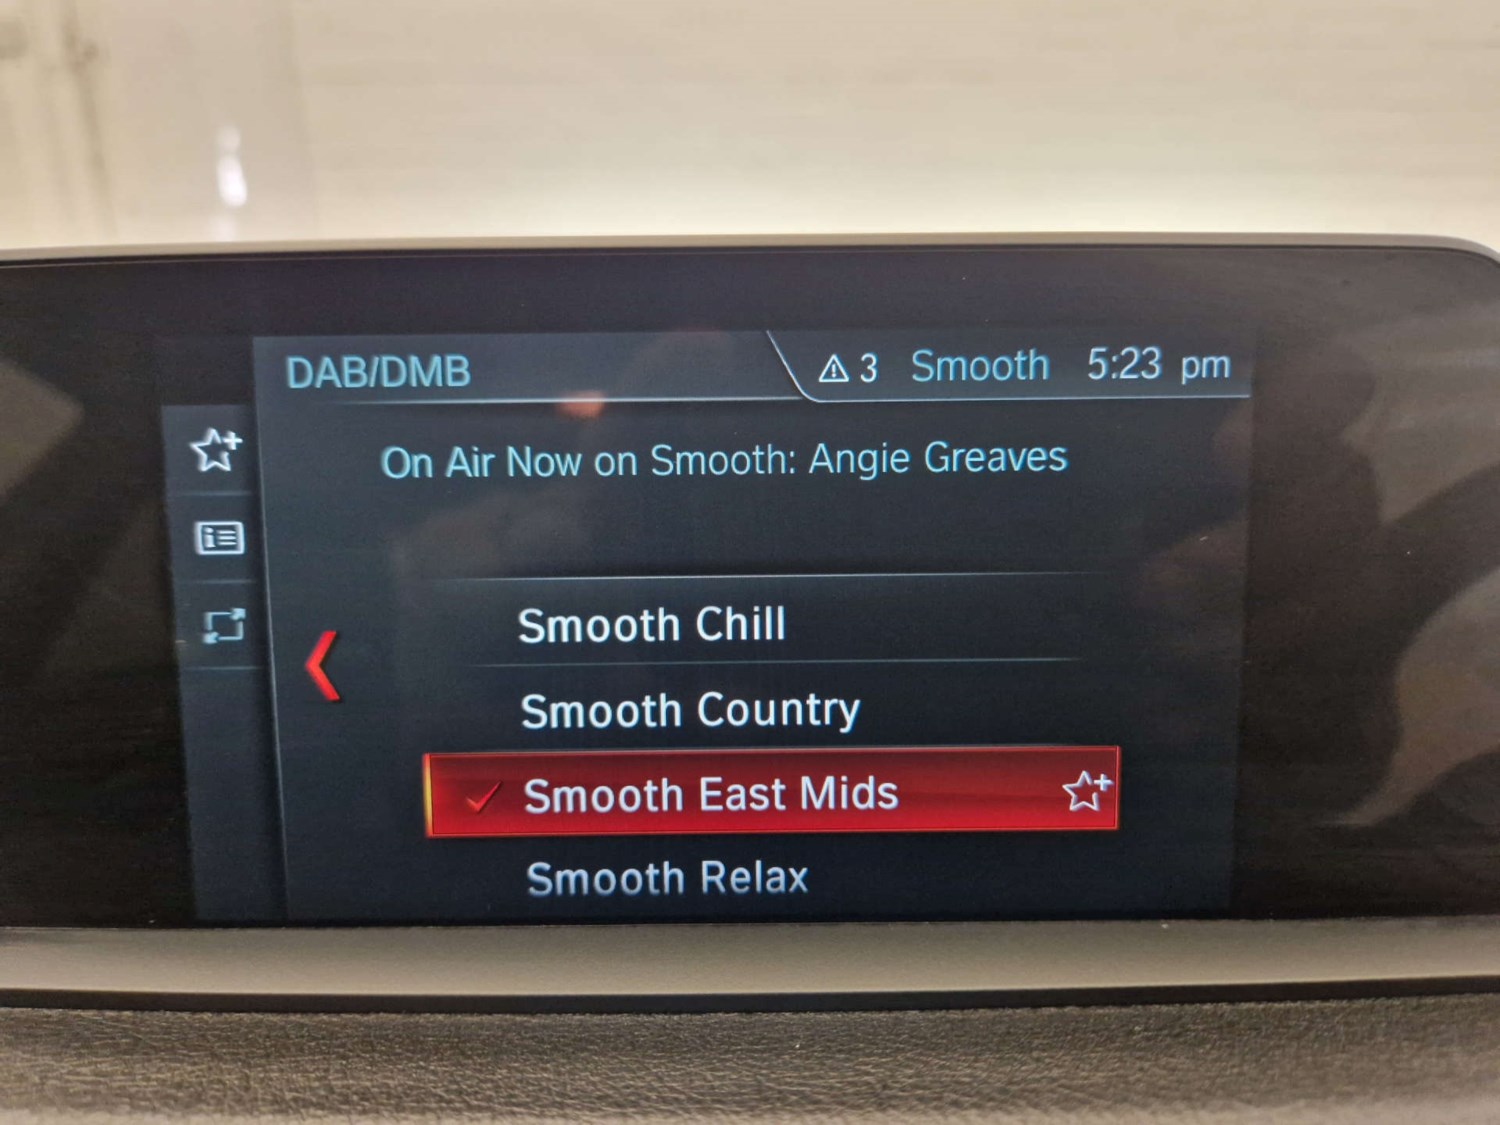 DAB/DMB
3 Smooth 5:23 pm
On Air Now on Smooth: Angie Greaves
Smooth Chill
Smooth Country
Smooth East Mids
Smooth Relax